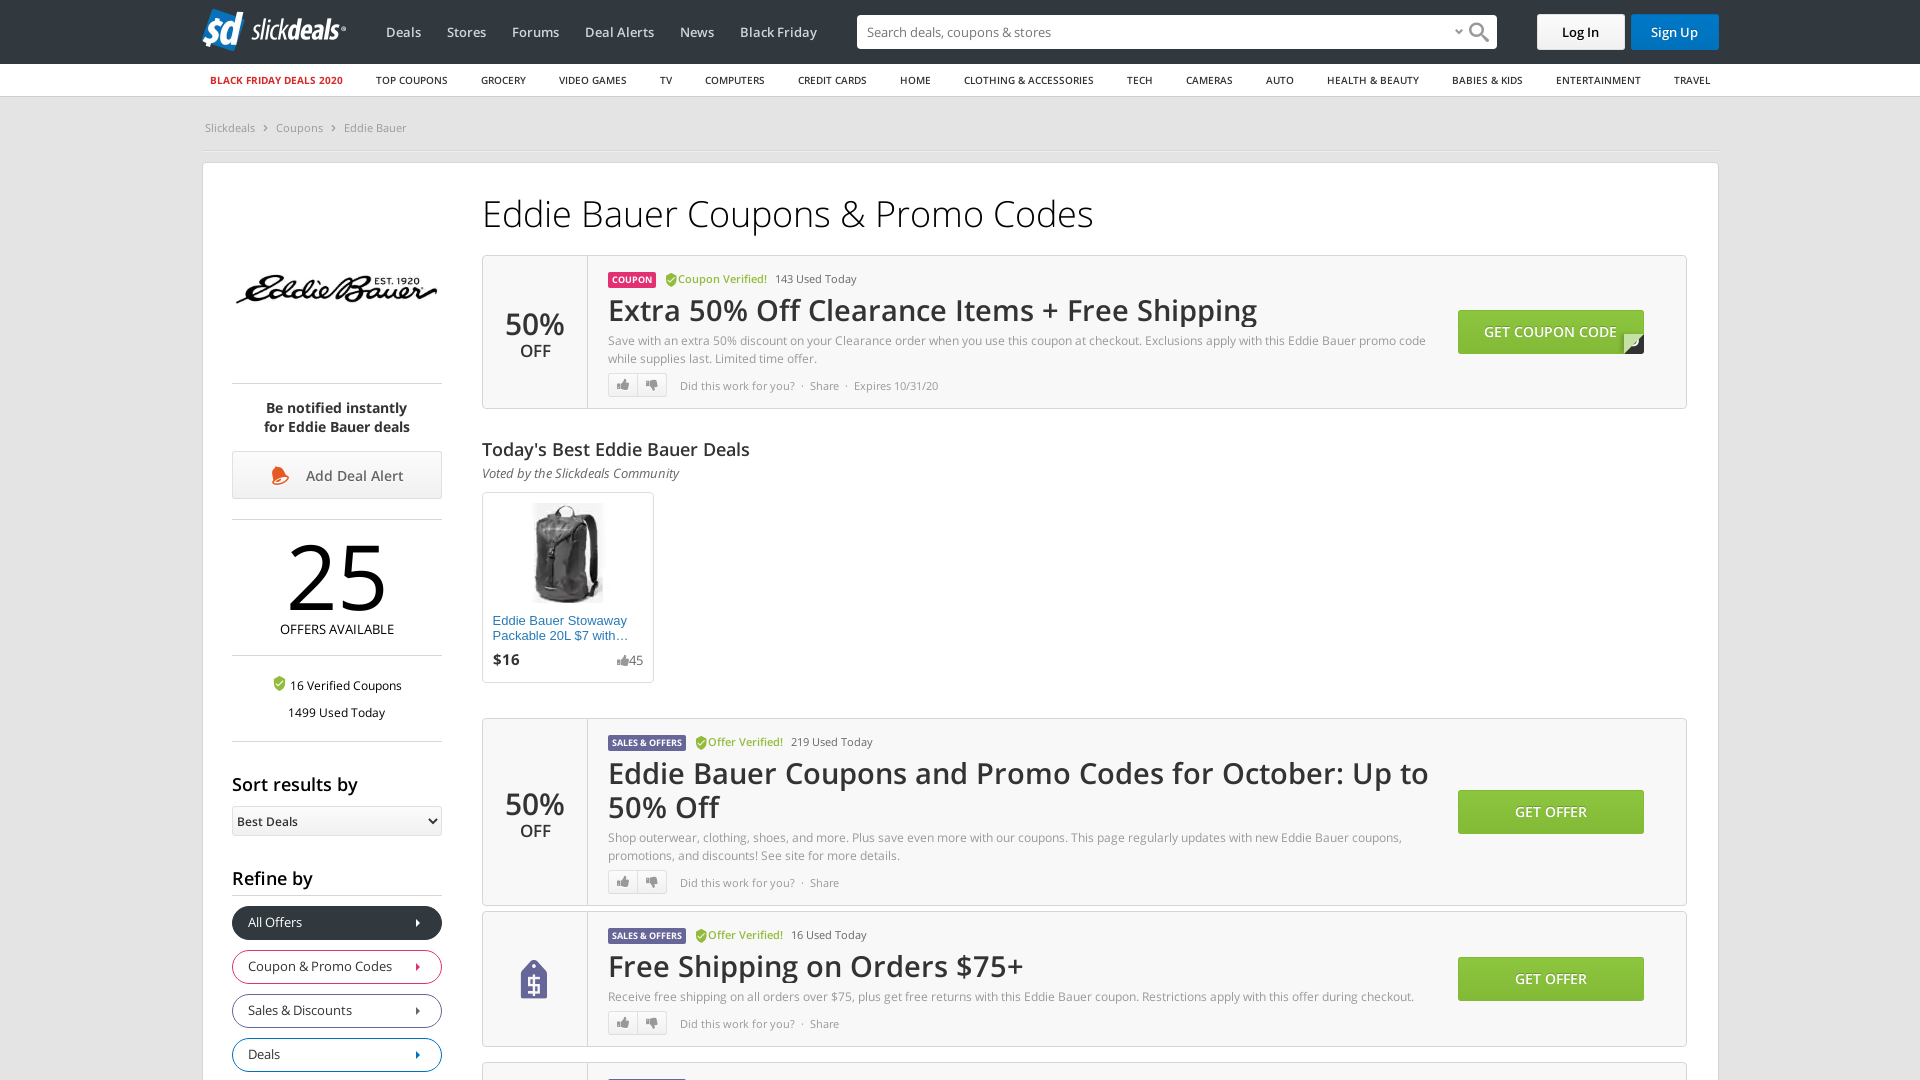 sd slickdeals
Deals Stores Forums Deal Alerts News Black Friday
Search deals, coupons & stores
Log In
Sign Up
BLACK FRIDAY DEALS 2020 TOP COUPONS GROCERY VIDEO GAMES TV COMPUTERS CREDIT CARDS HOME CLOTHING & ACCESSORIES TECH CAMERAS AUTO HEALTH & BEAUTY BABIES & KIDS ENTERTAINMENT TRAVEL
Slickdeals > Coupons > Eddie Bauer
Eddie Bauer EST. 1920
Be notified instantly
for Eddie Bauer deals
Add Deal Alert
25
OFFERS AVAILABLE
16 Verified Coupons
1499 Used Today
Sort results by
Best Deals
Refine by
All Offers
Coupon & Promo Codes
Sales & Discounts
Deals
Eddie Bauer Coupons & Promo Codes
50%
OFF
COUPON Coupon Verified! 143 Used Today
Extra 50% Off Clearance Items + Free Shipping
Save with an extra 50% discount on your Clearance order when you use this coupon at checkout. Exclusions apply with this Eddie Bauer promo code
while supplies last. Limited time offer.
Did this work for you? · Share · Expires 10/31/20
GET COUPON CODE
Today's Best Eddie Bauer Deals
Voted by the Slickdeals Community
Eddie Bauer Stowaway
Packable 20L $7 with…
$16 45
50%
OFF
SALES & OFFERS Offer Verified! 219 Used Today
Eddie Bauer Coupons and Promo Codes for October: Up to
50% Off
Shop outerwear, clothing, shoes, and more. Plus save even more with our coupons. This page regularly updates with new Eddie Bauer coupons,
promotions, and discounts! See site for more details.
Did this work for you? · Share
GET OFFER
$
SALES & OFFERS Offer Verified! 16 Used Today
Free Shipping on Orders $75+
Receive free shipping on all orders over $75, plus get free returns with this Eddie Bauer coupon. Restrictions apply with this offer during checkout.
Did this work for you? · Share
GET OFFER